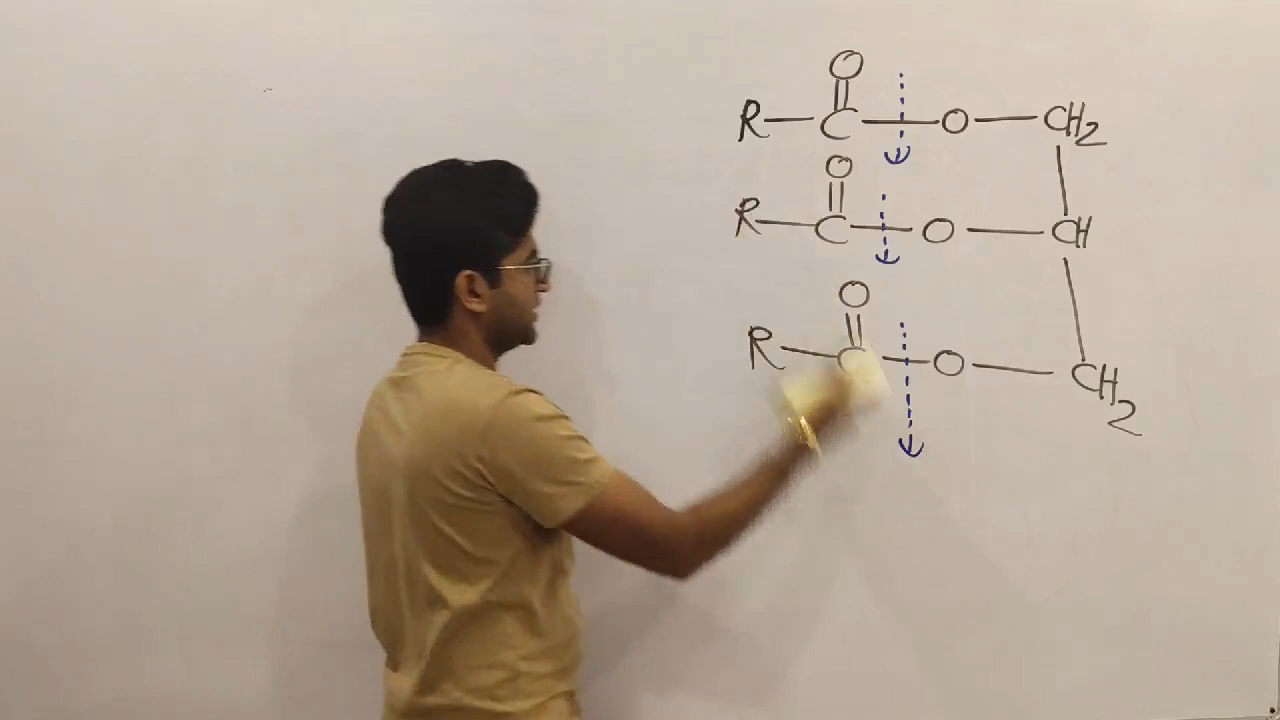 O
R — C — O — CH2
O
R — C — O — CH
O
R — C — O — CH2